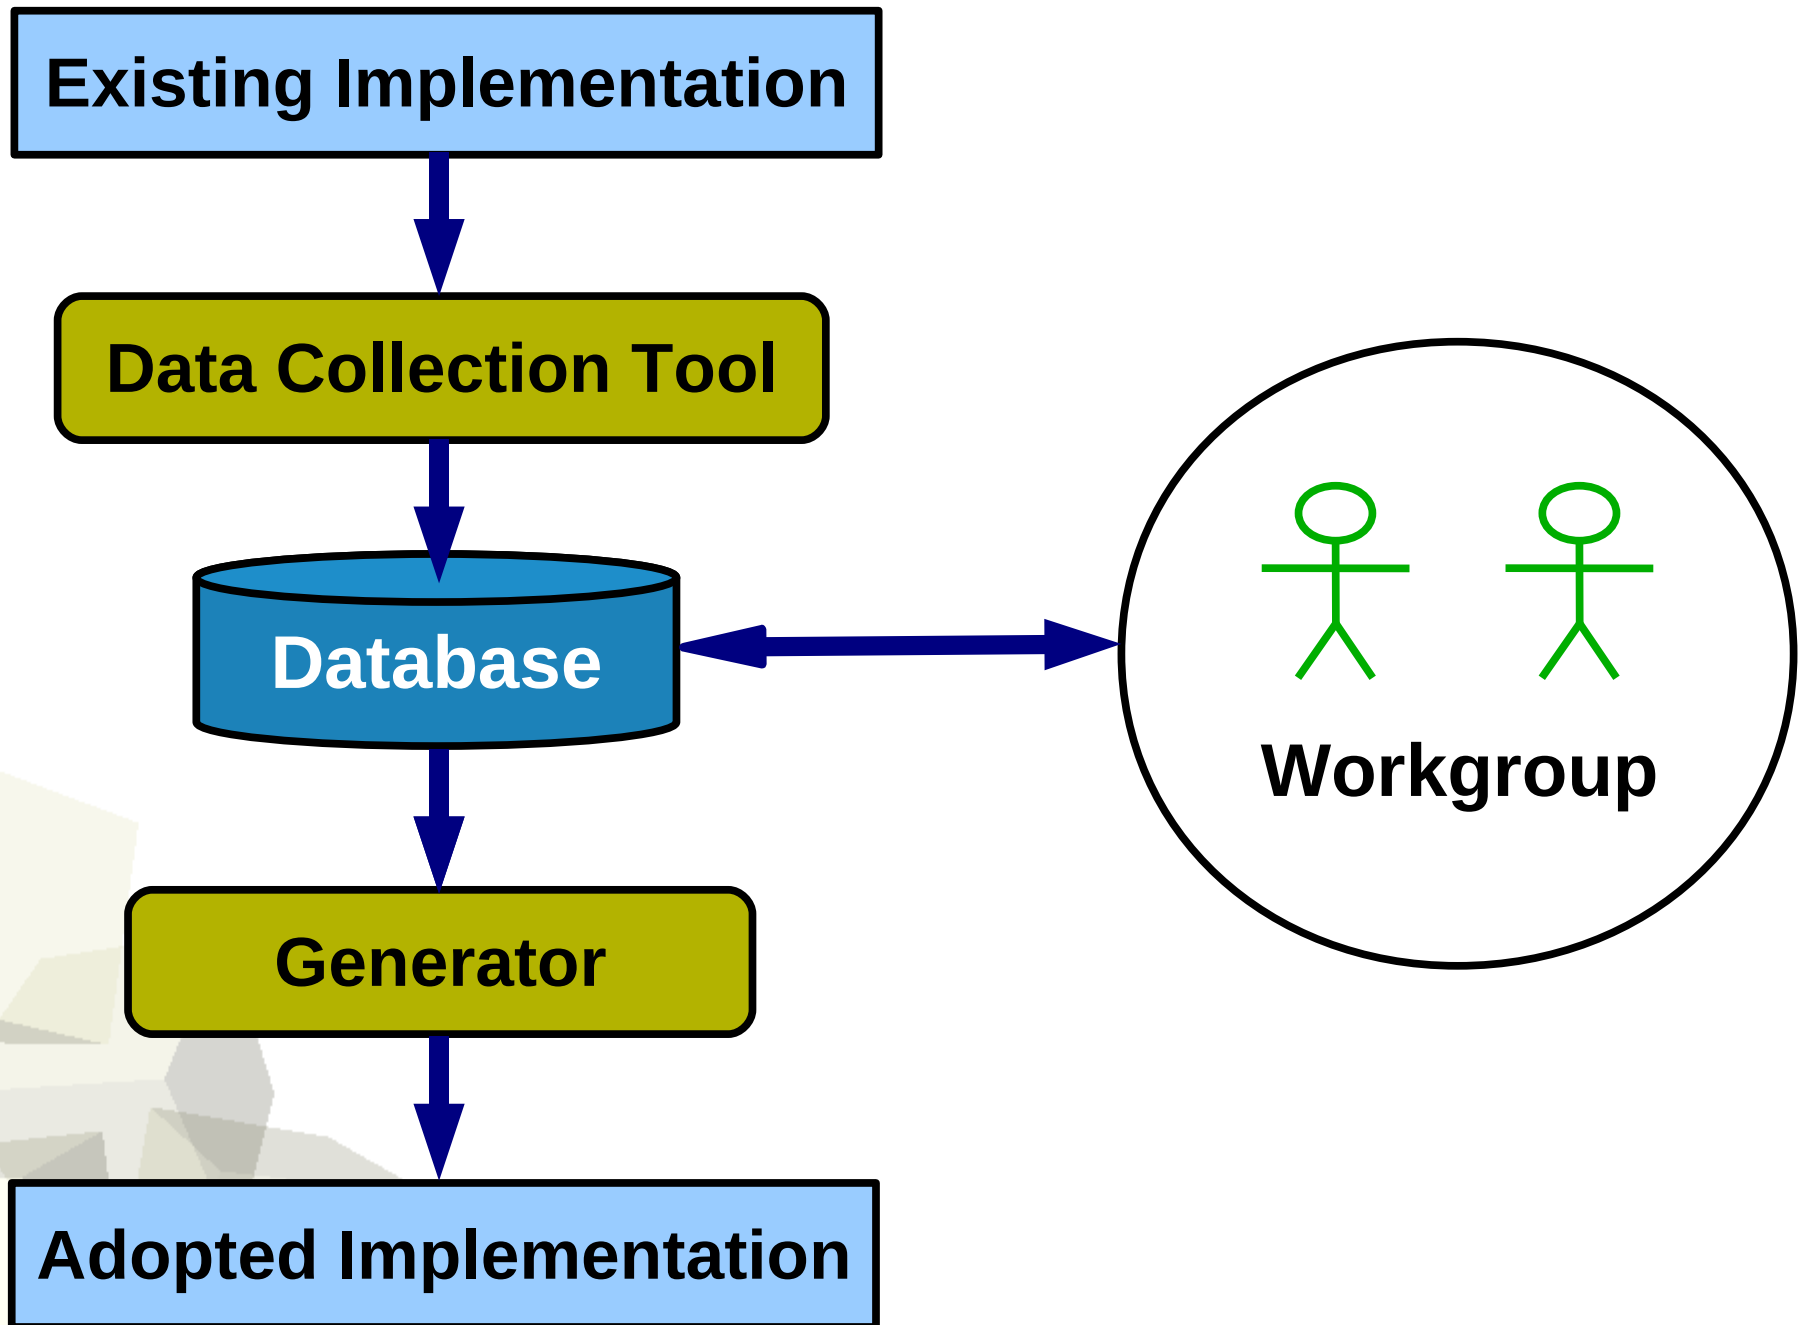 Existing Implementation
Data Collection Tool
Database
Workgroup
Generator
Adopted Implementation